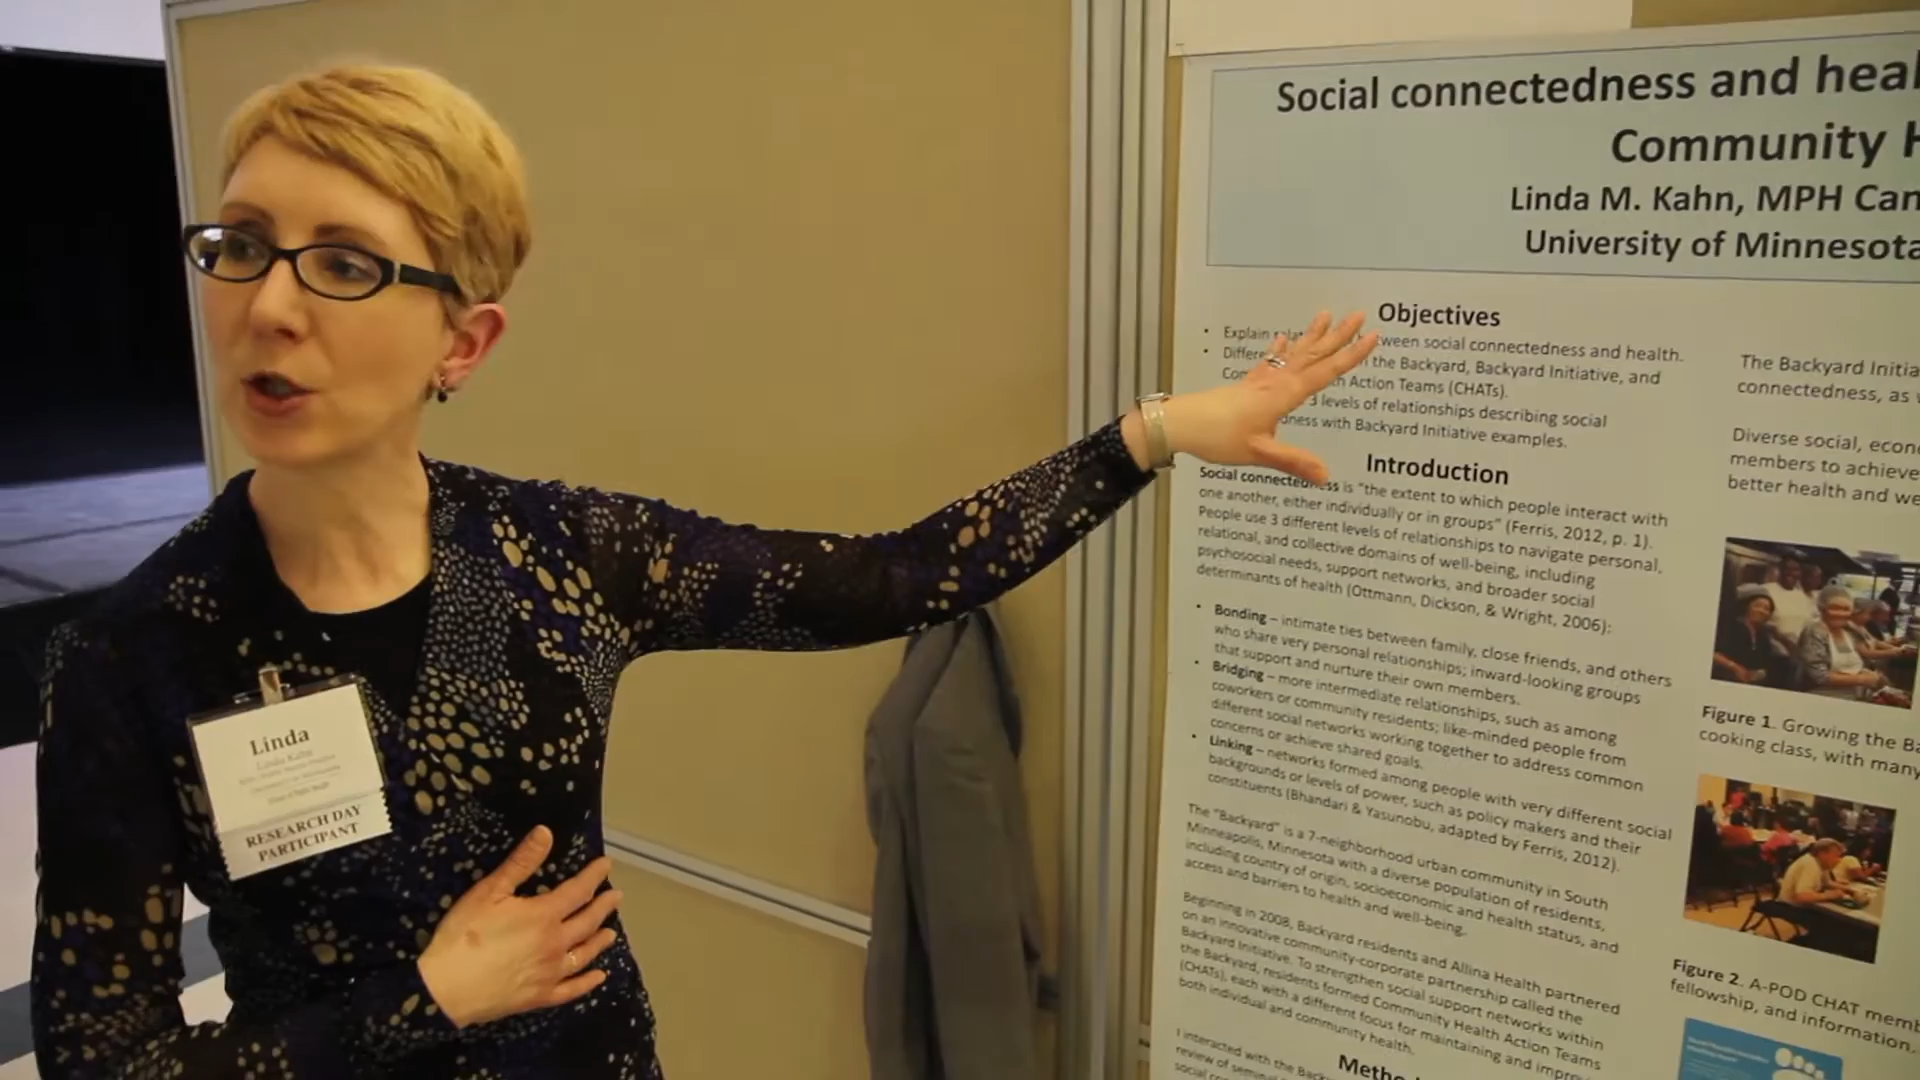 Social connectedness and heal
Community H
Linda M. Kahn, MPH Can
University of Minnesota
Objectives
• Explain between social connectedness and health.
• the Backyard, Backyard Initiative, and
Action Teams (CHATs).
3 levels of relationships describing social
with Backyard Initiative examples.
Introduction
Social connectedness is "the extent to which people interact with
one another, either individually or in groups" (Ferris, 2012, p. 1).
People use 3 different levels of relationships to navigate personal,
relational, and collective domains of well-being, including
psychosocial needs, support networks, and broader social
determinants of health (Ottmann, Dickson, & Wright, 2006):
• Bonding – intimate ties between family, close friends, and others
who share very personal relationships; inward-looking groups
that support and nurture their own members.
• Bridging – more intermediate relationships, such as among
coworkers or community residents; like-minded people from
different social networks working together to address common
concerns or achieve shared goals.
• Linking – networks formed among people with very different social
backgrounds or levels of power, such as policy makers and their
constituents (Bhandari & Yasunobu, adapted by Ferris, 2012).
The "Backyard" is a 7-neighborhood urban community in South
Minneapolis, Minnesota with a diverse population of residents,
including country of origin, socioeconomic and health status, and
access and barriers to health and well-being.
Beginning in 2008, Backyard residents and Allina Health partnered
on an innovative community-corporate partnership called the
Backyard Initiative. To strengthen social support networks within
the Backyard, residents formed Community Health Action Teams
(CHATs), each with a different focus for maintaining and improvi
both individual and community health.
Metho
I interacted with the Back
review of
The Backyard Initia
connectedness, as
Diverse social, econ
members to achieve
better health and we
Figure 1. Growing the Ba
cooking class, with many
Figure 2. A-POD CHAT memb
fellowship, and information.
Linda
Linda Kahn
RESEARCH DAY
PARTICIPANT